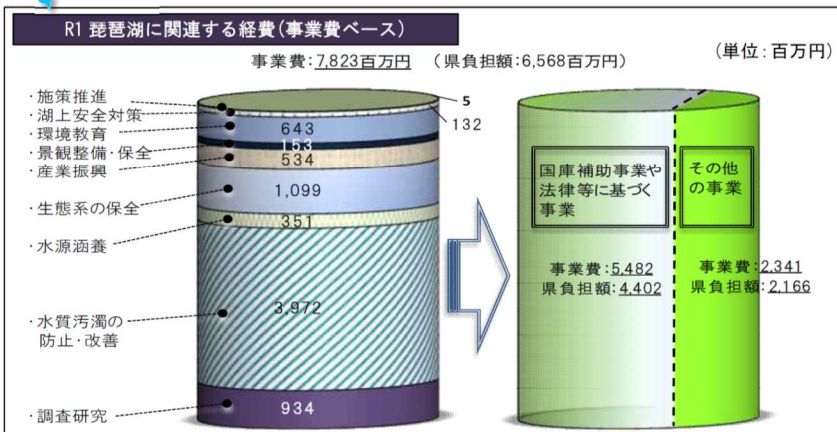 R1 琵琶湖に関連する経費(事業費ベース)
事業費:7,823百万円 (県負担額:6,568百万円)
(単位:百万円)
・施策推進
・湖上安全対策
・環境教育
・景観整備・保全
・産業振興
・生態系の保全
・水源涵養
・水質汚濁の
防止・改善
・調査研究
5
132
643
153
534
1,099
351
3,972
934
国庫補助事業や
法律等に基づく
事業
事業費:5,482
県負担額:4,402
その他
の事業
事業費:2,341
県負担額:2,166